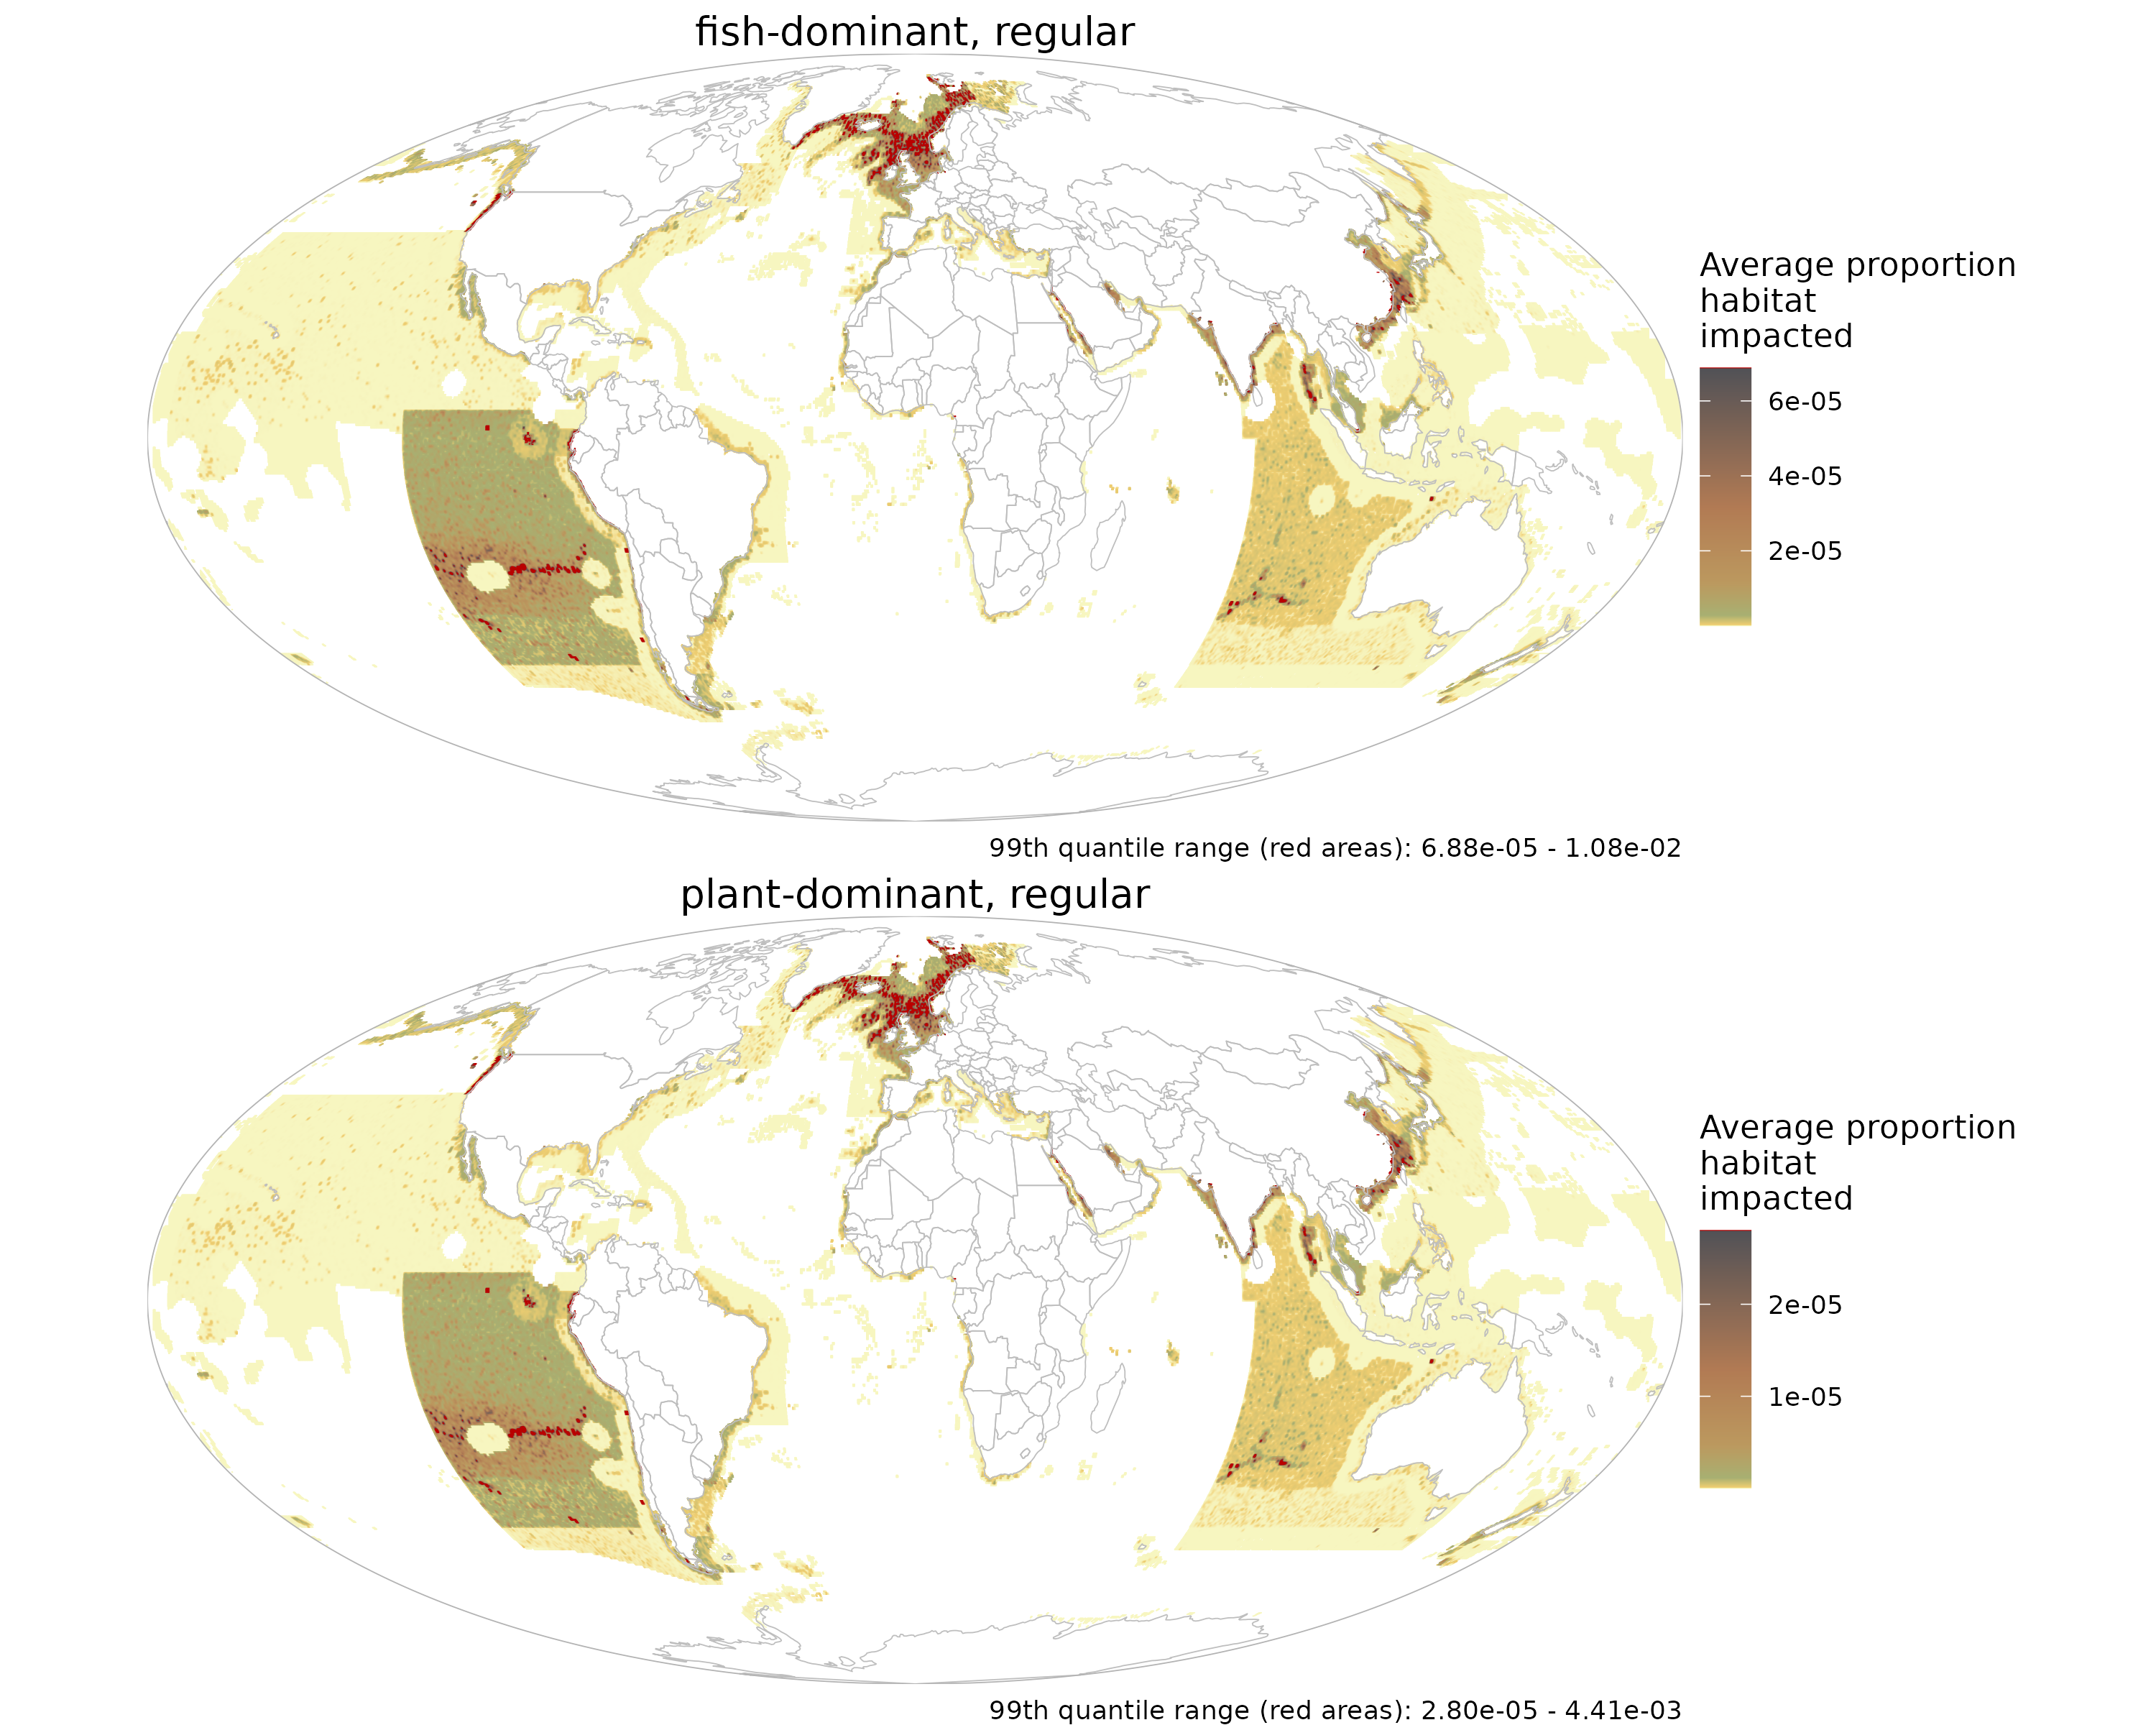 fish-dominant, regular
Average proportion
habitat
impacted
6e-05
4e-05
2e-05
99th quantile range (red areas): 6.88e-05 - 1.08e-02
plant-dominant, regular
Average proportion
habitat
impacted
2e-05
1e-05
99th quantile range (red areas): 2.80e-05 - 4.41e-03